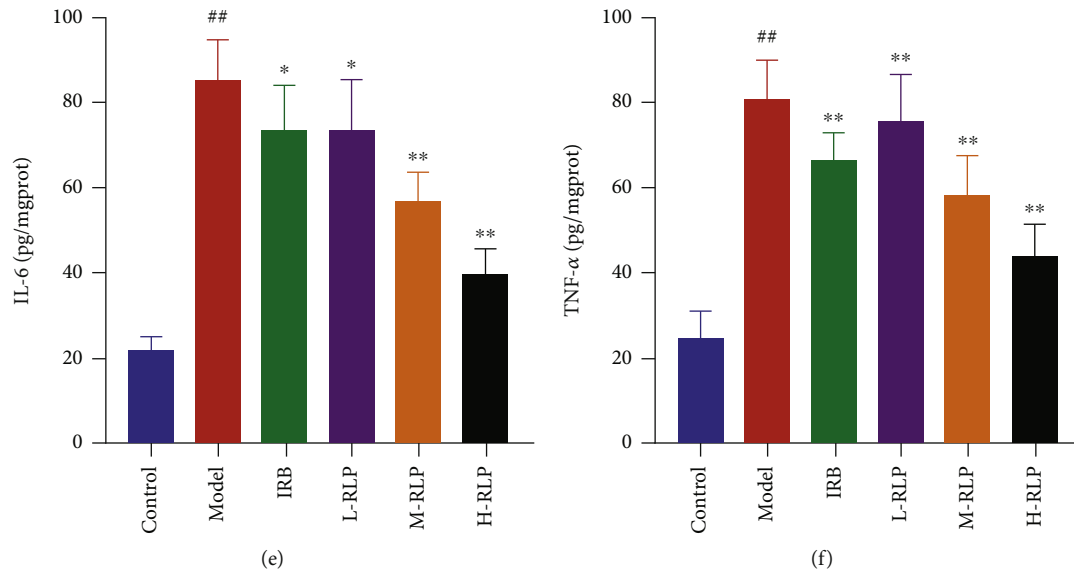 IL-6 (pg/mgprot)
100
80
60
40
20
0
##
*
*
**
**
Control
Model
IRB
L-RLP
M-RLP
H-RLP
(e)
TNF-α (pg/mgprot)
100
80
60
40
20
0
##
**
**
**
**
Control
Model
IRB
L-RLP
M-RLP
H-RLP
(f)